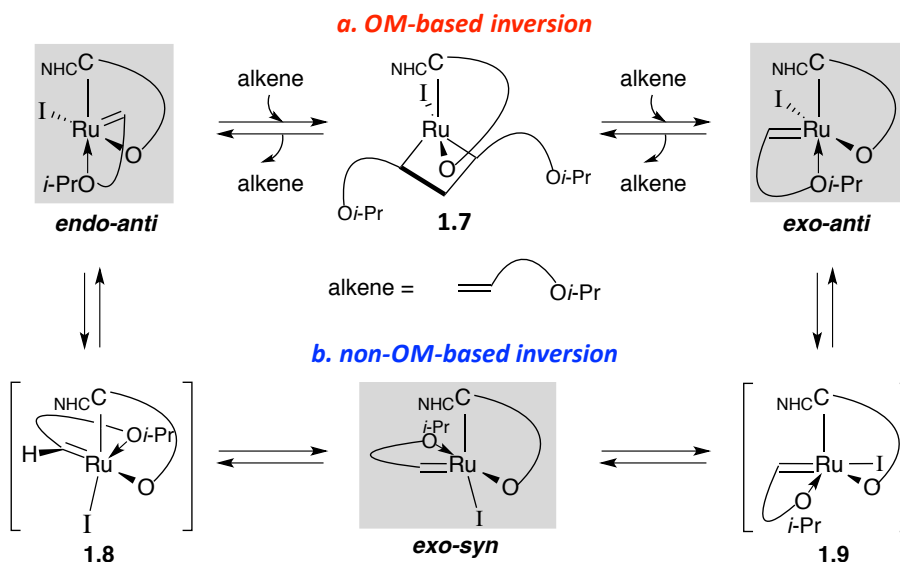 a. OM-based inversion
NHC C
I
Ru
O
i-PrO
endo-anti
alkene
alkene
NHC C
I
Ru
O
Oi-Pr
Oi-Pr
1.7
alkene
alkene
NHC C
I
Ru
O
Oi-Pr
exo-anti
alkene =
Oi-Pr
b. non-OM-based inversion
NHC C
Oi-Pr
H
Ru
O
I
1.8
NHC C
i-Pr
O
Ru
O
I
exo-syn
NHC C
Ru
I
O
O
i-Pr
1.9